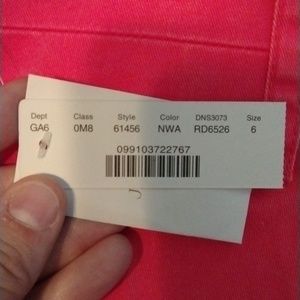 Dept Class Style Color DNS3073 Size
GA6 0M8 61456 NWA RD6526 6
099103722767
J